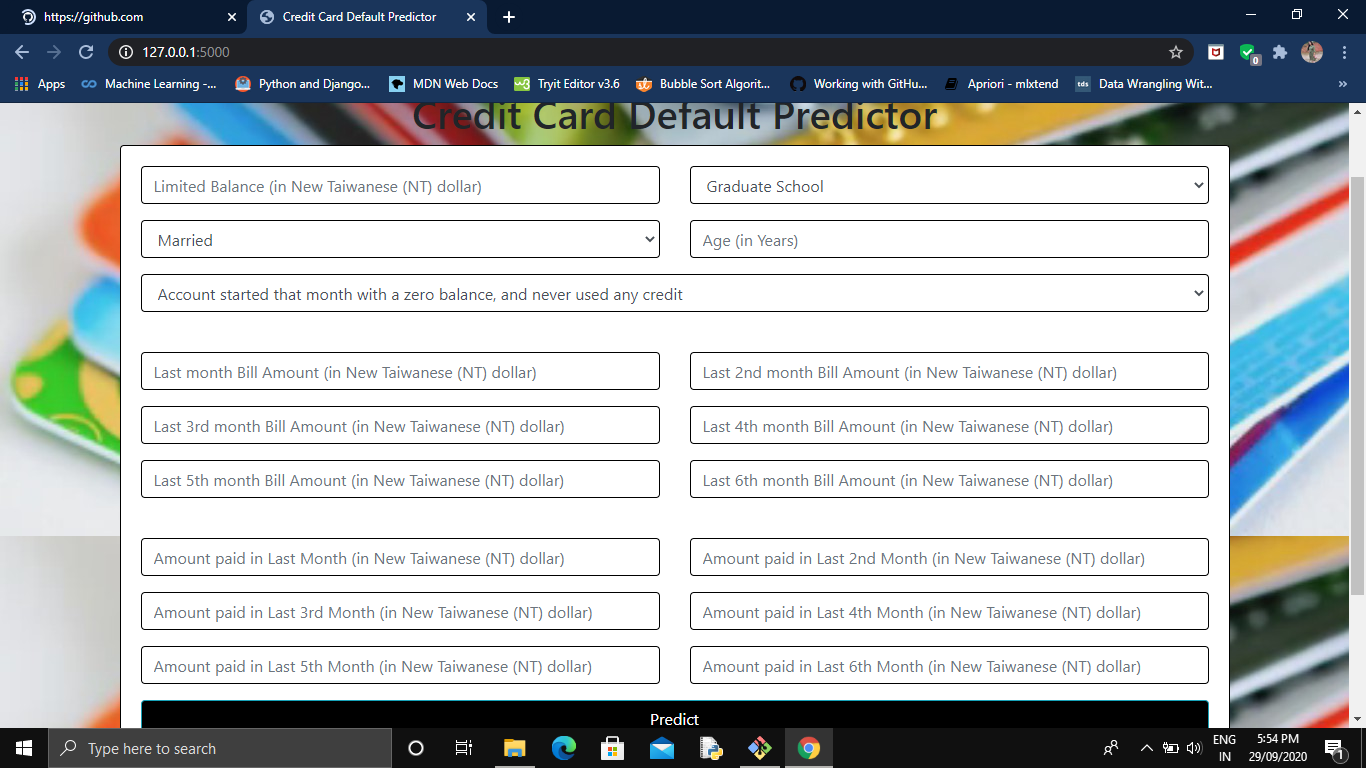 https://github.com
Credit Card Default Predictor
127.0.0.1:5000
0
Apps
Machine Learning -...
Python and Django...
MDN Web Docs
w3
Tryit Editor v3.6
Bubble Sort Algorit...
Working with GitHu...
Apriori - mlxtend
tds
Data Wrangling Wit...
»
Credit Card Default Predictor
Limited Balance (in New Taiwanese (NT) dollar)
Graduate School
Married
Age (in Years)
Account started that month with a zero balance, and never used any credit
Last month Bill Amount (in New Taiwanese (NT) dollar)
Last 2nd month Bill Amount (in New Taiwanese (NT) dollar)
Last 3rd month Bill Amount (in New Taiwanese (NT) dollar)
Last 4th month Bill Amount (in New Taiwanese (NT) dollar)
Last 5th month Bill Amount (in New Taiwanese (NT) dollar)
Last 6th month Bill Amount (in New Taiwanese (NT) dollar)
Amount paid in Last Month (in New Taiwanese (NT) dollar)
Amount paid in Last 2nd Month (in New Taiwanese (NT) dollar)
Amount paid in Last 3rd Month (in New Taiwanese (NT) dollar)
Amount paid in Last 4th Month (in New Taiwanese (NT) dollar)
Amount paid in Last 5th Month (in New Taiwanese (NT) dollar)
Amount paid in Last 6th Month (in New Taiwanese (NT) dollar)
Predict
Type here to search
ENG
IN
5:54 PM
29/09/2020
1